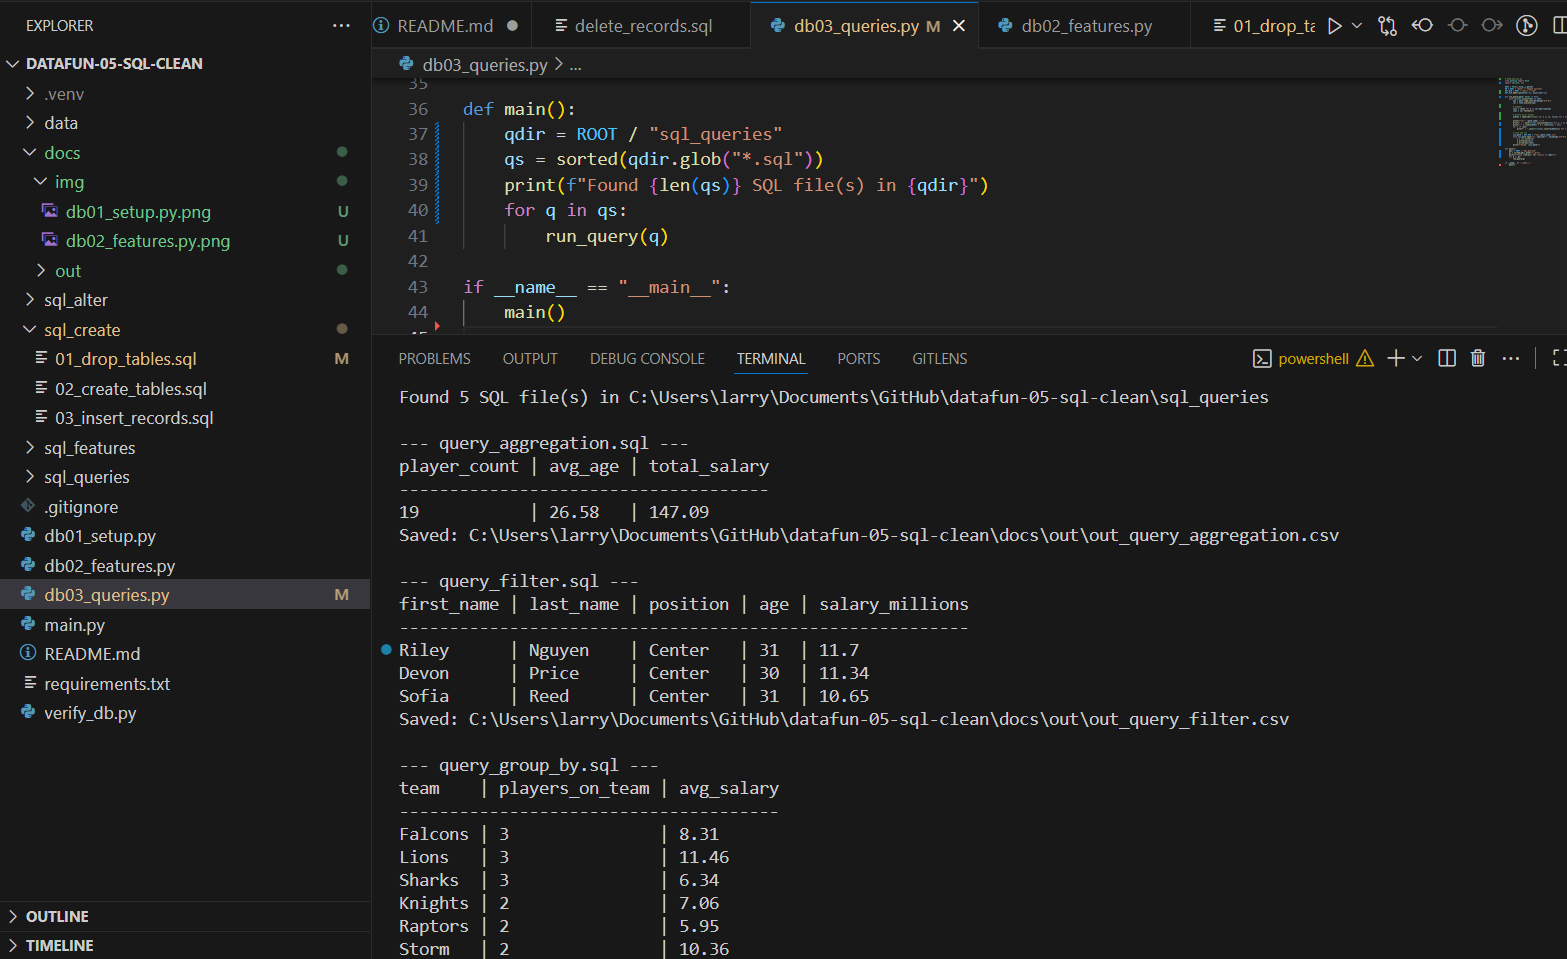 EXPLORER
DATAFUN-05-SQL-CLEAN
.venv
data
docs
img
db01_setup.py.png U
db02_features.py.png U
out
sql_alter
sql_create
01_drop_tables.sql M
02_create_tables.sql
03_insert_records.sql
sql_features
sql_queries
.gitignore
db01_setup.py
db02_features.py
db03_queries.py M
main.py
README.md
requirements.txt
verify_db.py
OUTLINE
TIMELINE
README.md delete_records.sql db03_queries.py M db02_features.py 01_drop_ta
db03_queries.py > ...
35
36 def main():
37 qdir = ROOT / "sql_queries"
38 qs = sorted(qdir.glob("*.sql"))
39 print(f"Found {len(qs)} SQL file(s) in {qdir}")
40 for q in qs:
41 run_query(q)
42
43 if __name__ == "__main__":
44 main()
PROBLEMS OUTPUT DEBUG CONSOLE TERMINAL PORTS GITLENS powershell
Found 5 SQL file(s) in C:\Users\larry\Documents\GitHub\datafun-05-sql-clean\sql_queries
--- query_aggregation.sql ---
player_count | avg_age | total_salary
-------------------------------------
19 | 26.58 | 147.09
Saved: C:\Users\larry\Documents\GitHub\datafun-05-sql-clean\docs\out\out_query_aggregation.csv
--- query_filter.sql ---
first_name | last_name | position | age | salary_millions
---------------------------------------------------------
Riley | Nguyen | Center | 31 | 11.7
Devon | Price | Center | 30 | 11.34
Sofia | Reed | Center | 31 | 10.65
Saved: C:\Users\larry\Documents\GitHub\datafun-05-sql-clean\docs\out\out_query_filter.csv
--- query_group_by.sql ---
team | players_on_team | avg_salary
--------------------------------------
Falcons | 3 | 8.31
Lions | 3 | 11.46
Sharks | 3 | 6.34
Knights | 2 | 7.06
Raptors | 2 | 5.95
Storm | 2 | 10.36